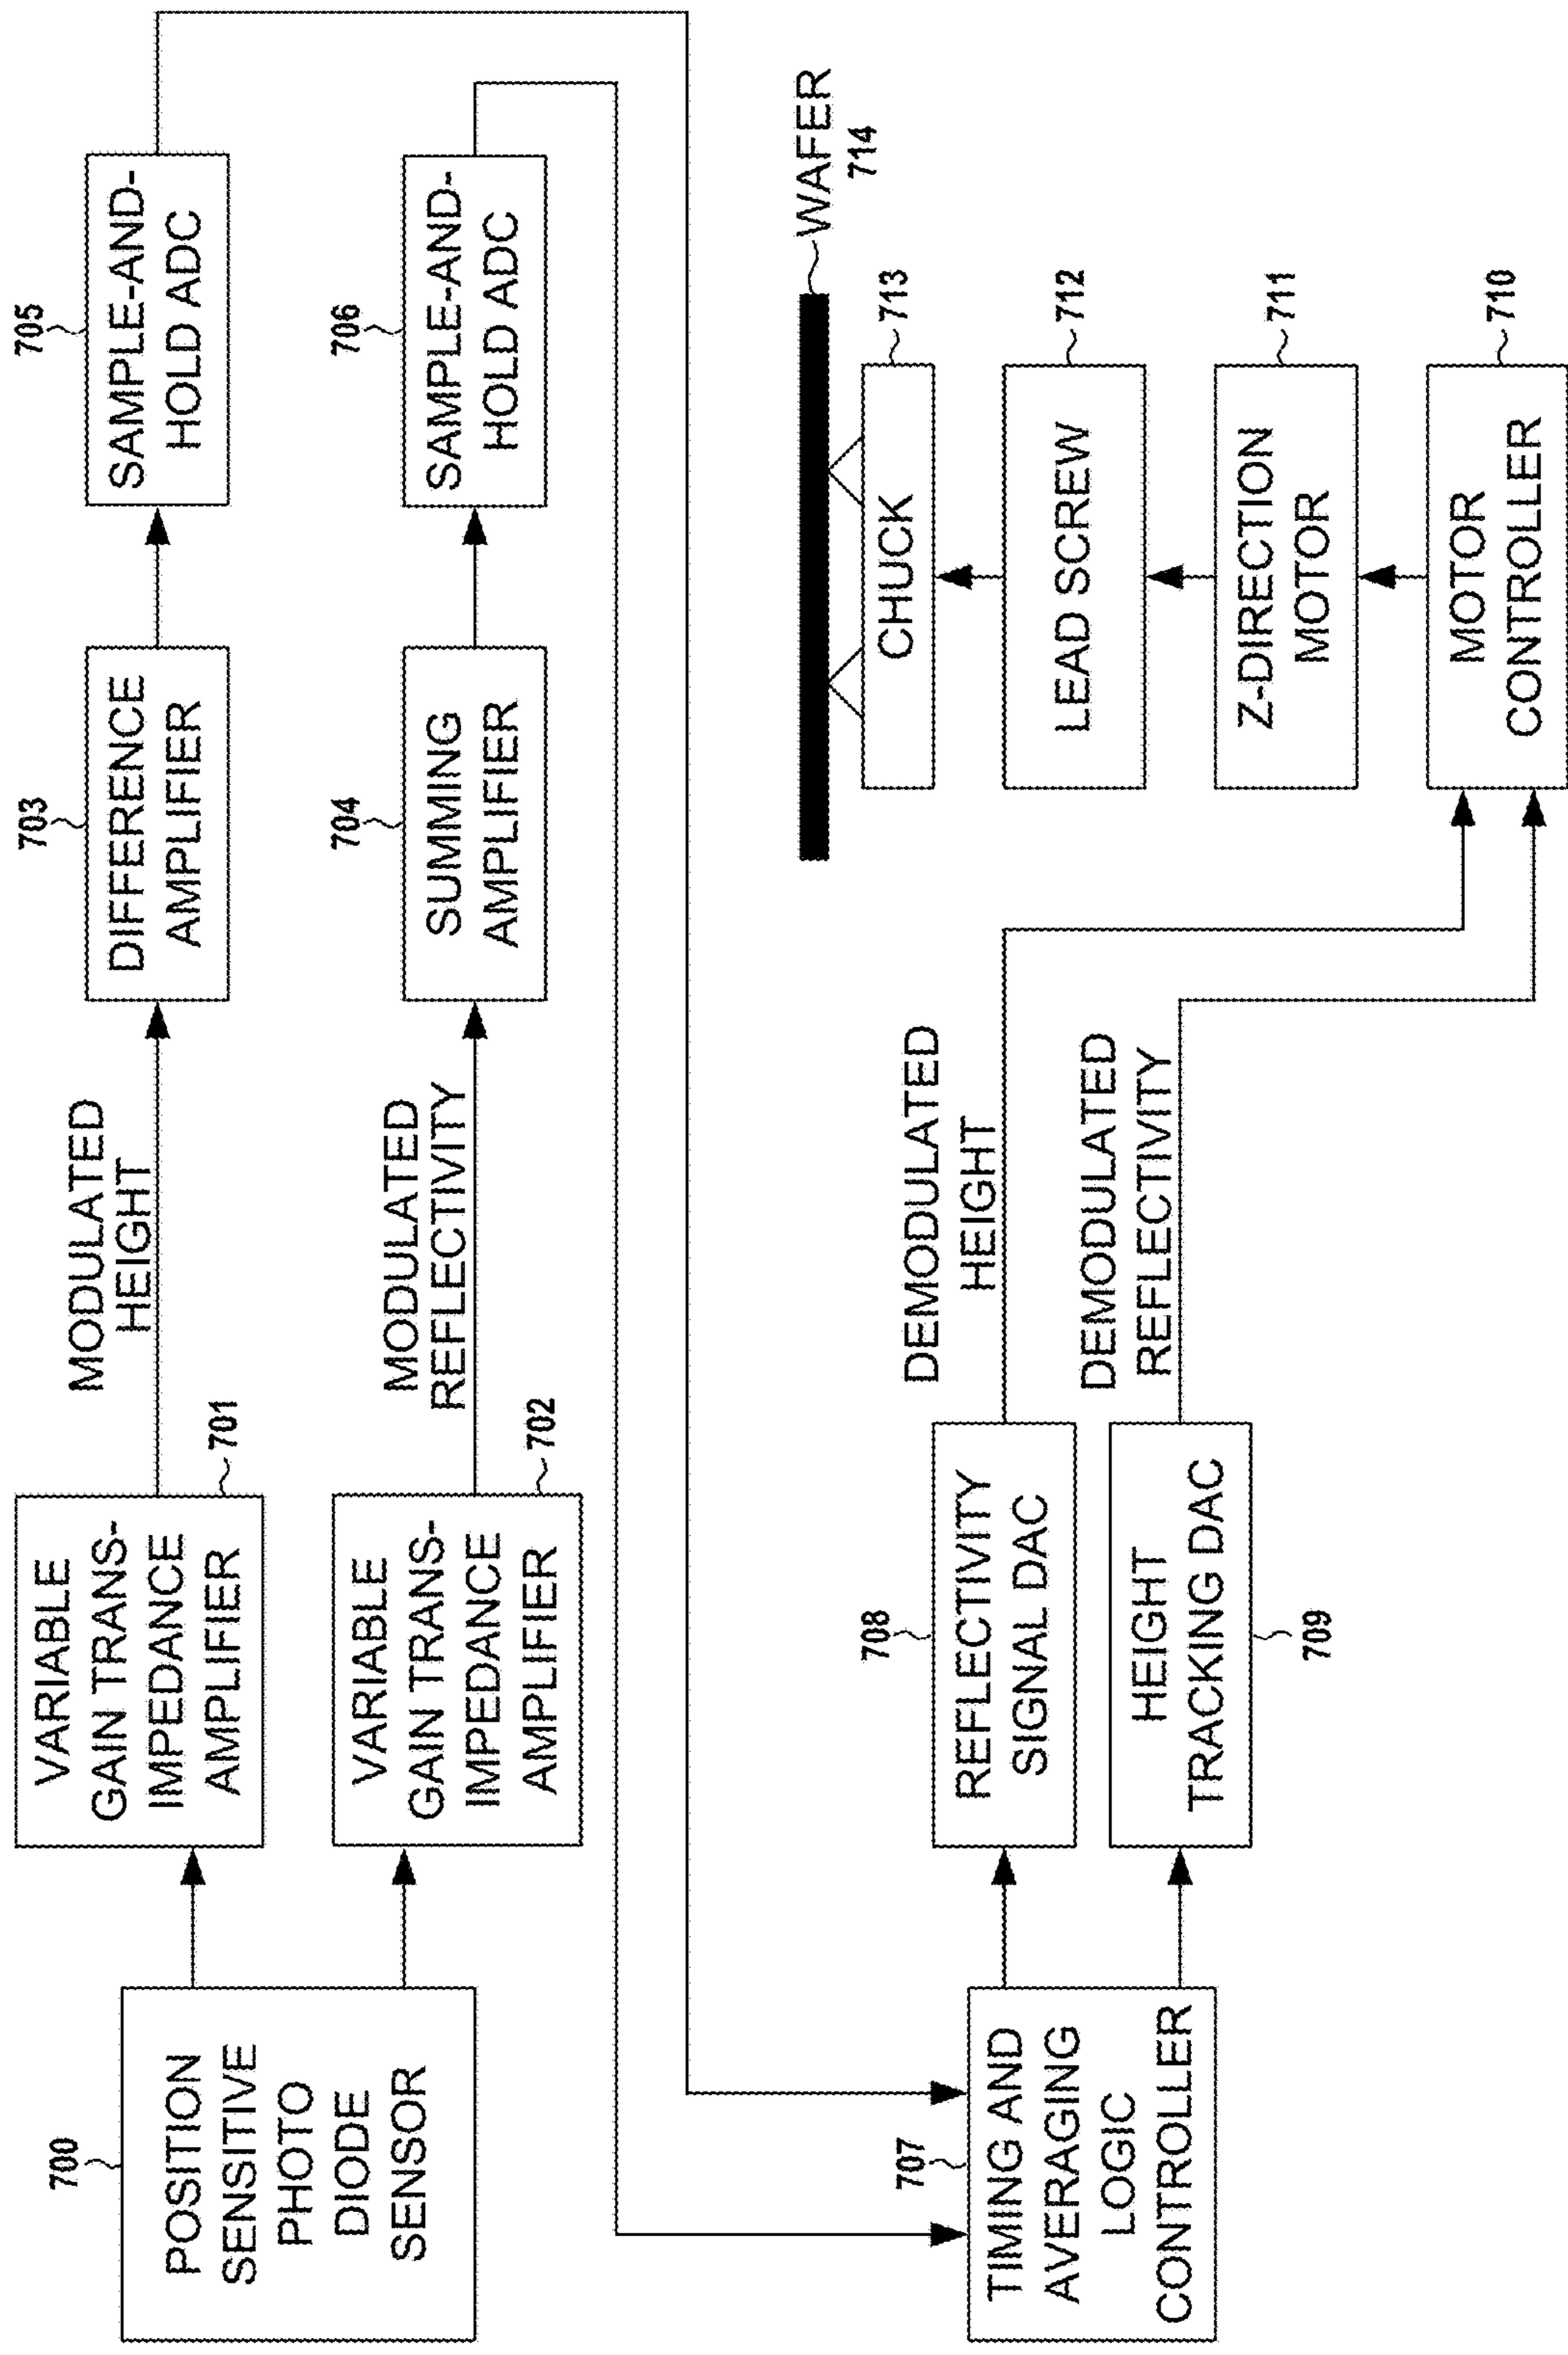 700
POSITION
SENSITIVE
PHOTO
DIODE
SENSOR
VARIABLE
GAIN TRANS-
IMPEDANCE
AMPLIFIER
701
MODULATED
HEIGHT
703
DIFFERENCE
AMPLIFIER
705
SAMPLE-AND-
HOLD ADC
VARIABLE
GAIN TRANS-
IMPEDANCE
AMPLIFIER
702
MODULATED
REFLECTIVITY
704
SUMMING
AMPLIFIER
706
SAMPLE-AND-
HOLD ADC
707
TIMING AND
AVERAGING
LOGIC
CONTROLLER
708
REFLECTIVITY
SIGNAL DAC
DEMODULATED
HEIGHT
HEIGHT
TRACKING DAC
709
DEMODULATED
REFLECTIVITY
WAFER
714
CHUCK
713
LEAD SCREW
712
Z-DIRECTION
MOTOR
711
MOTOR
CONTROLLER
710